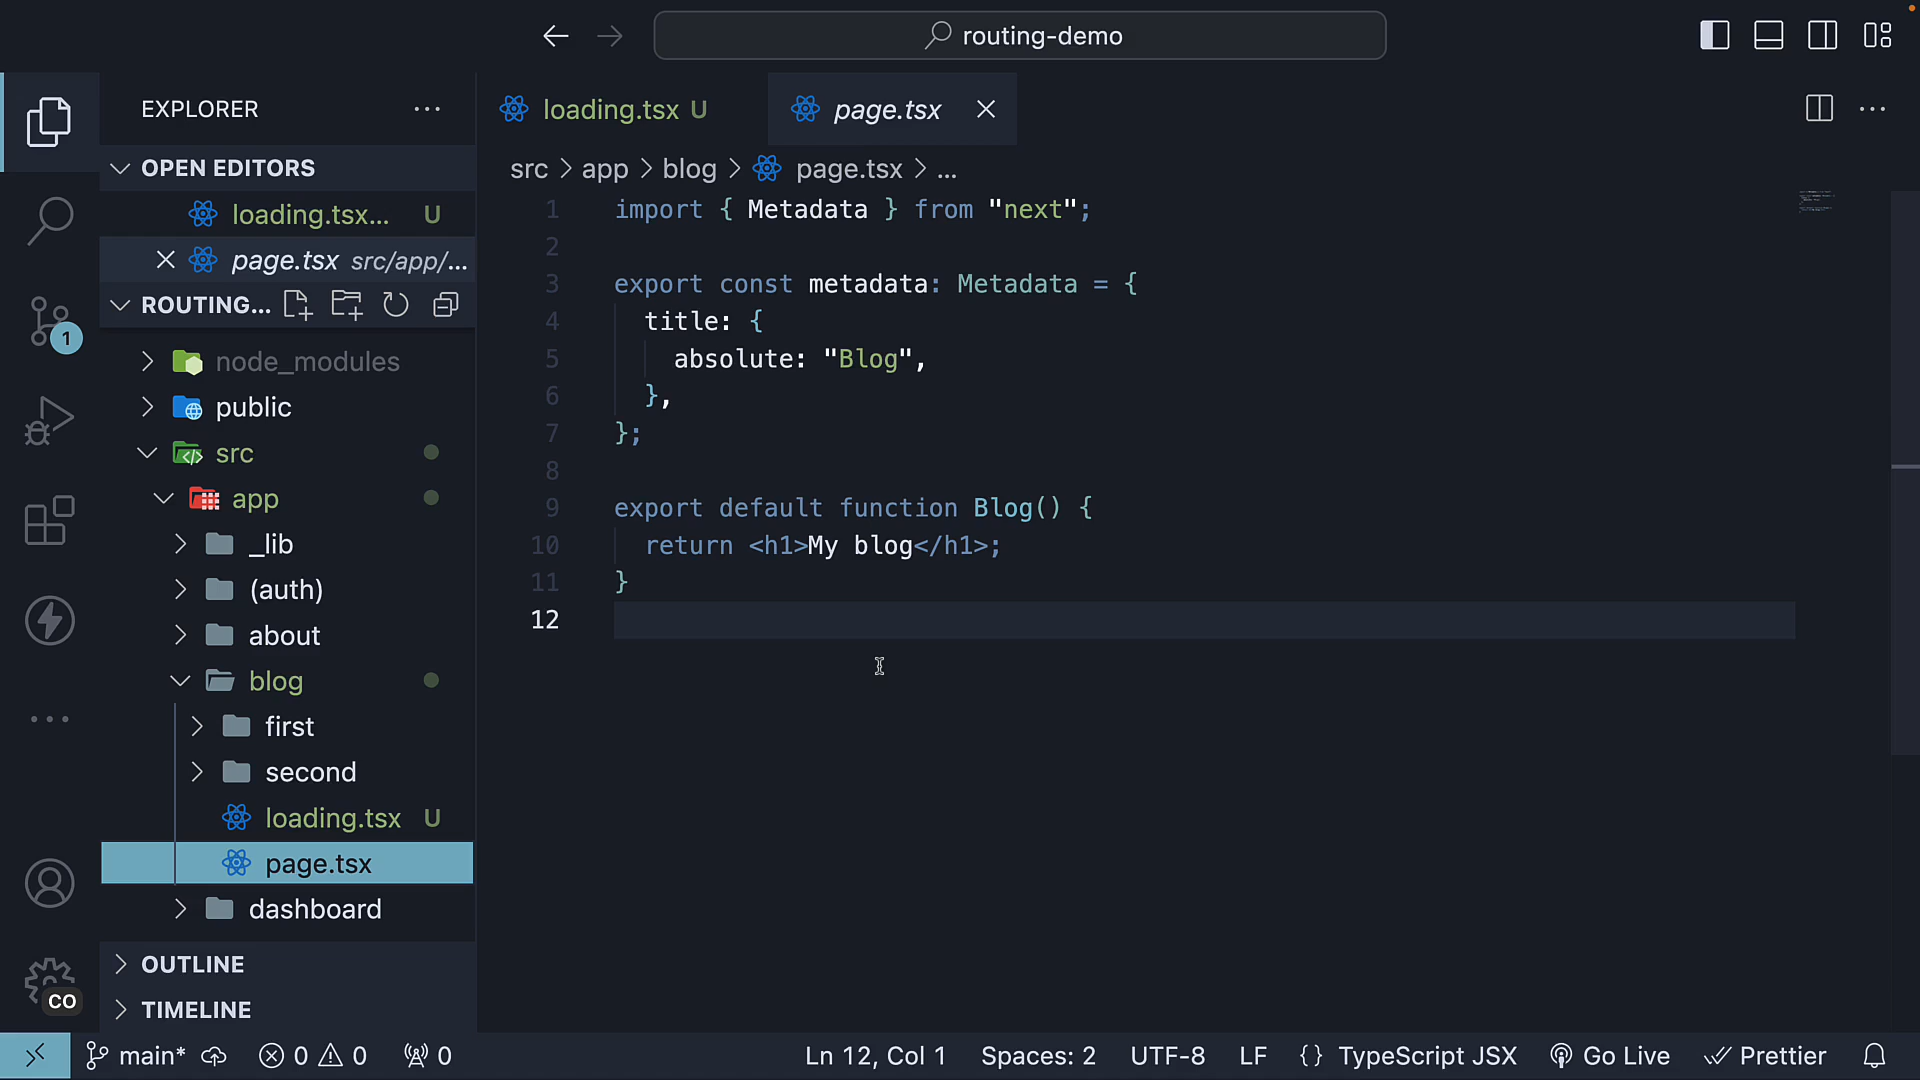 routing-demo
EXPLORER
OPEN EDITORS
loading.tsx... U
page.tsx src/app/...
ROUTING...
node_modules
public
src
app
_lib
(auth)
about
blog
first
second
loading.tsx U
page.tsx
dashboard
OUTLINE
TIMELINE
1
CO
loading.tsx U
page.tsx
src > app > blog > page.tsx > ...
1 import { Metadata } from "next";
2
3 export const metadata: Metadata = {
4 title: {
5 absolute: "Blog",
6 },
7 };
8
9 export default function Blog() {
10 return <h1>My blog</h1>;
11 }
12
main* 0 0 0 Ln 12, Col 1 Spaces: 2 UTF-8 LF {} TypeScript JSX Go Live Prettier